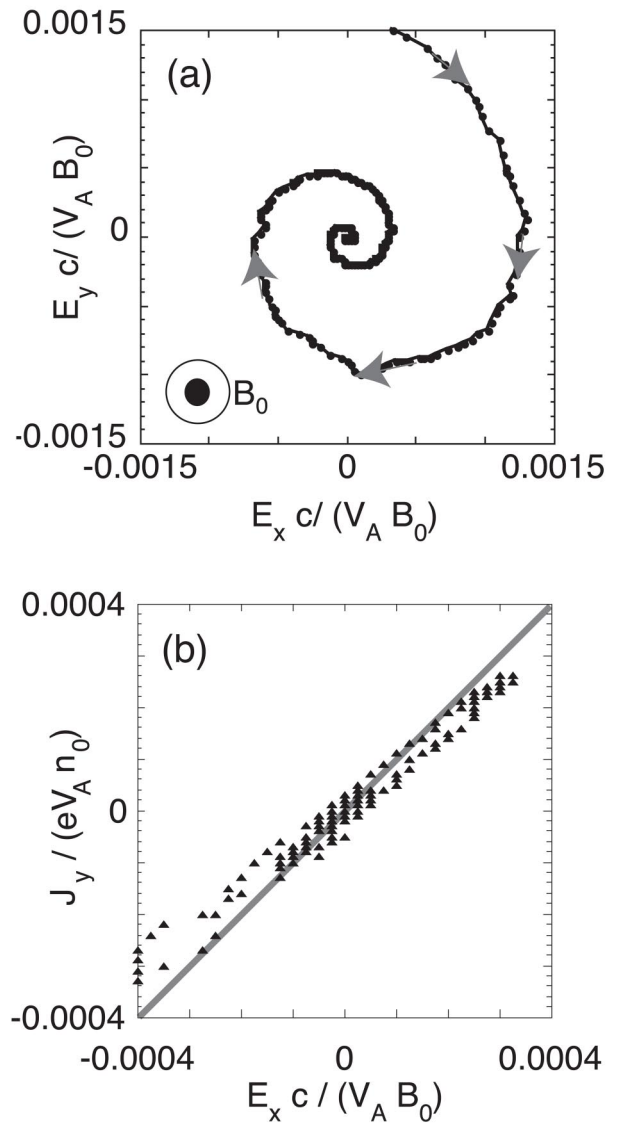 0.0015
(a)
E_y c/ (V_A B_0)
0
B_0
-0.0015
-0.0015 0 0.0015
E_x c/ (V_A B_0)
0.0004
(b)
J_y / (eV_A n_0)
0
-0.0004
-0.0004 0 0.0004
E_x c / (V_A B_0)